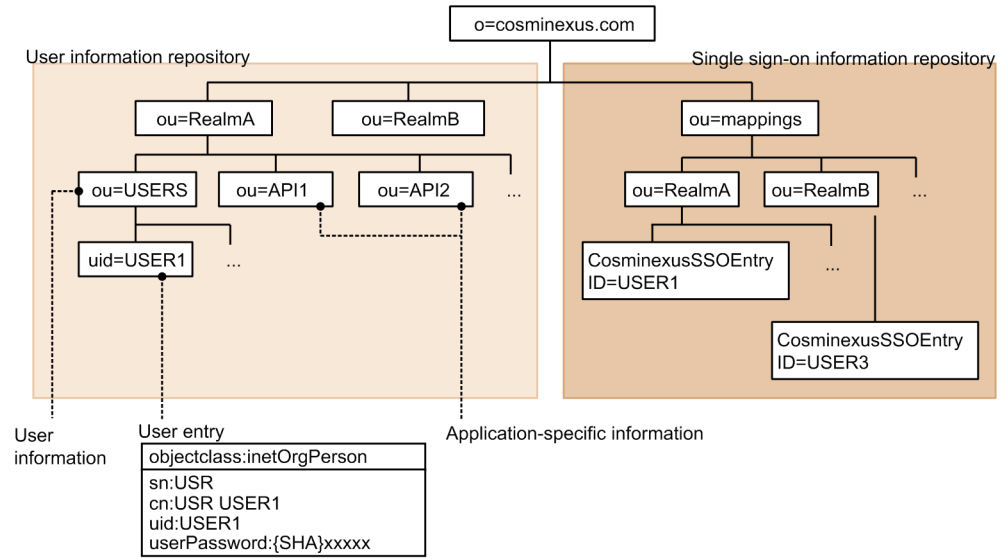 o=cosminexus.com
User information repository
Single sign-on information repository
ou=RealmA
ou=RealmB
ou=mappings
ou=USERS
ou=API1
ou=API2
...
ou=RealmA
ou=RealmB
...
uid=USER1
...
CosminexusSSOEntry
ID=USER1
...
CosminexusSSOEntry
ID=USER3
User
information
User entry
Application-specific information
objectclass:inetOrgPerson
sn:USR
cn:USR USER1
uid:USER1
userPassword:{SHA}xxxxx